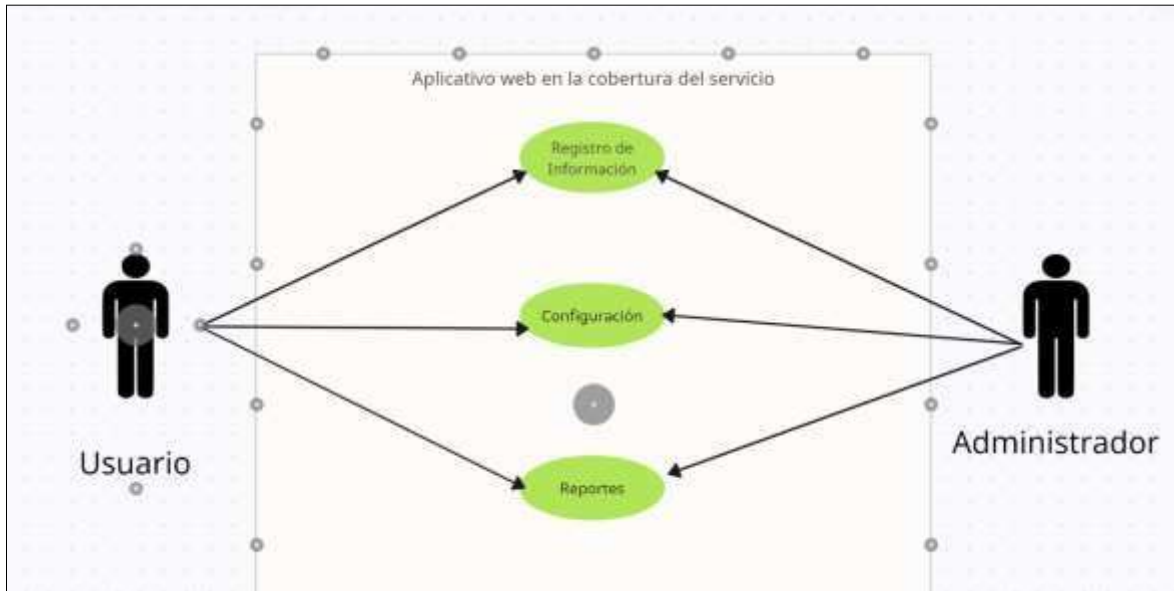 Aplicativo web en la cobertura del servicio
Registro de
Información
Configuración
Reportes
Usuario
Administrador